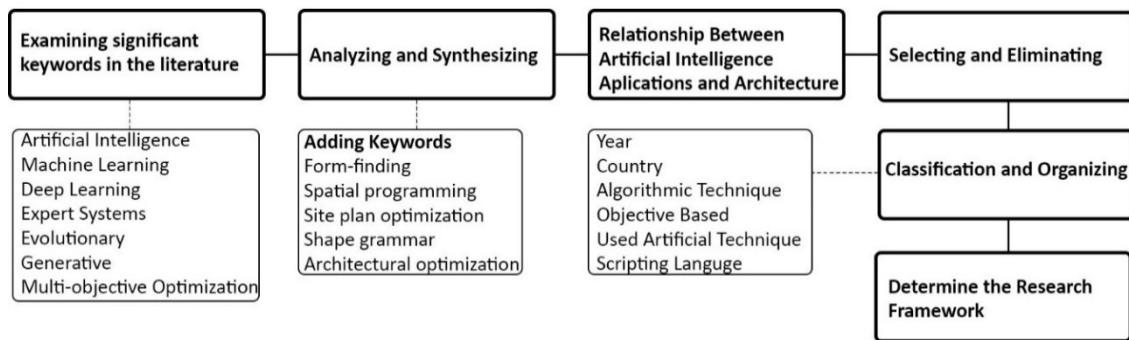 Examining significant
keywords in the literature
Analyzing and Synthesizing
Relationship Between
Artificial Intelligence
Aplications and Architecture
Selecting and Eliminating
Artificial Intelligence
Machine Learning
Deep Learning
Expert Systems
Evolutionary
Generative
Multi-objective Optimization
Adding Keywords
Form-finding
Spatial programming
Site plan optimization
Shape grammar
Architectural optimization
Year
Country
Algorithmic Technique
Objective Based
Used Artificial Technique
Scripting Languge
Classification and Organizing
Determine the Research
Framework